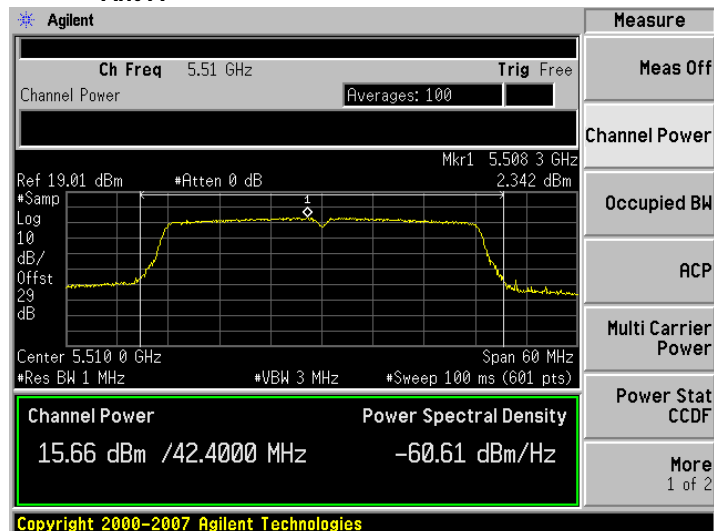 Agilent
Measure
Ch Freq 5.51 GHz Trig Free
Meas Off
Channel Power Averages: 100
Channel Power
Mkr1 5.508 3 GHz
Ref 19.01 dBm #Atten 0 dB 2.342 dBm
#Samp
1
Occupied BW
Log
10
dB/
ACP
Offst
29
dB
Multi Carrier
Power
Center 5.510 0 GHz Span 60 MHz
#Res BW 1 MHz #VBW 3 MHz #Sweep 100 ms (601 pts)
Power Stat
CCDF
Channel Power Power Spectral Density
15.66 dBm /42.4000 MHz -60.61 dBm/Hz
More
1 of 2
Copyright 2000-2007 Agilent Technologies